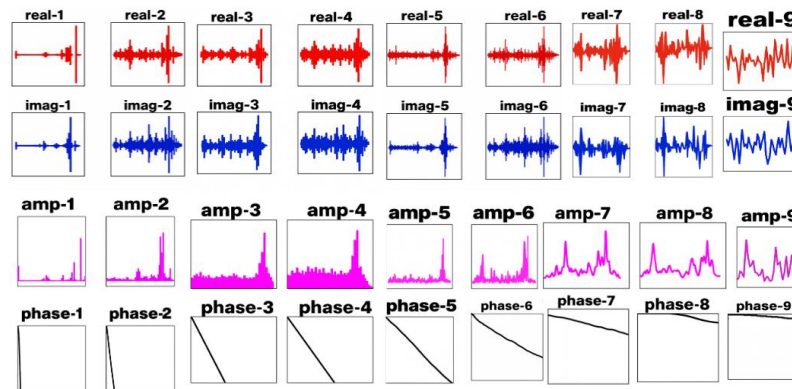 real-1 real-2 real-3 real-4 real-5 real-6 real-7 real-8 real-9
imag-1 imag-2 imag-3 imag-4 imag-5 imag-6 imag-7 imag-8 imag-9
amp-1 amp-2 amp-3 amp-4 amp-5 amp-6 amp-7 amp-8 amp-9
phase-1 phase-2 phase-3 phase-4 phase-5 phase-6 phase-7 phase-8 phase-9